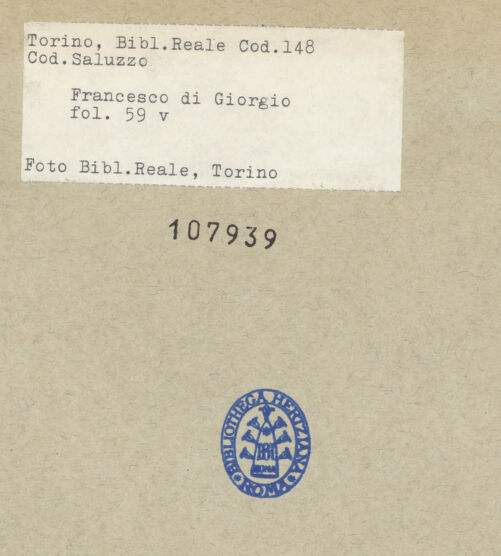 Torino, Bibl.Reale Cod.148
Cod.Saluzzo
Francesco di Giorgio
fol. 59 v
Foto Bibl.Reale, Torino
107939
BIBLIOTHECA HERTZIANA
ROMA